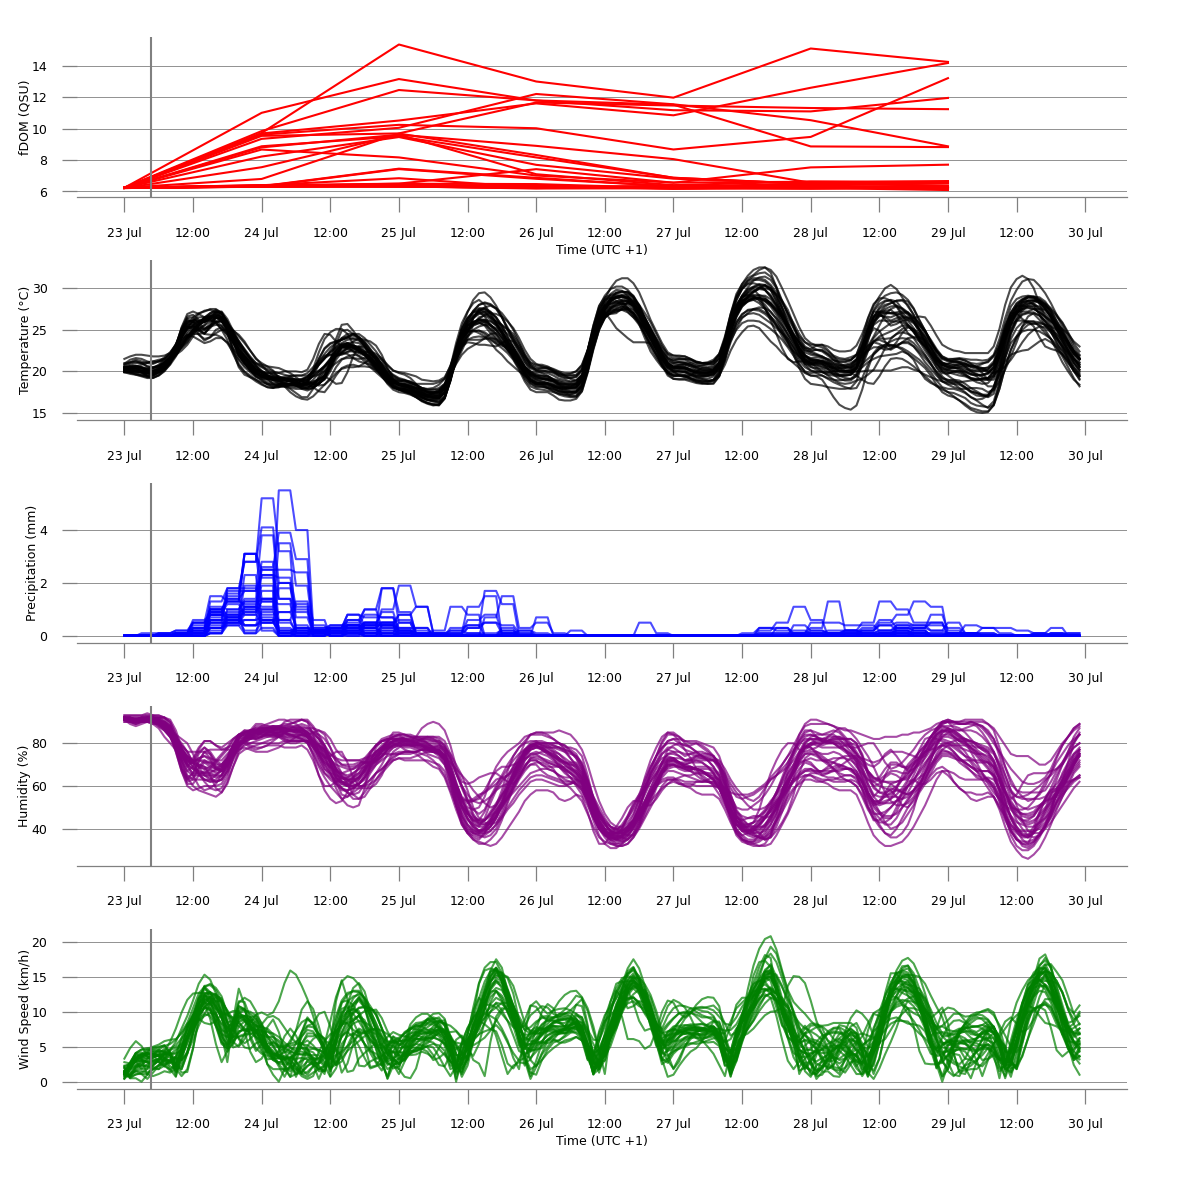 fDOM (QSU)
14
12
10
8
6
23 Jul 12:00 24 Jul 12:00 25 Jul 12:00 26 Jul 12:00 27 Jul 12:00 28 Jul 12:00 29 Jul 12:00 30 Jul
Time (UTC +1)
Temperature (°C)
30
25
20
15
23 Jul 12:00 24 Jul 12:00 25 Jul 12:00 26 Jul 12:00 27 Jul 12:00 28 Jul 12:00 29 Jul 12:00 30 Jul
Precipitation (mm)
4
2
0
23 Jul 12:00 24 Jul 12:00 25 Jul 12:00 26 Jul 12:00 27 Jul 12:00 28 Jul 12:00 29 Jul 12:00 30 Jul
Humidity (%)
80
60
40
23 Jul 12:00 24 Jul 12:00 25 Jul 12:00 26 Jul 12:00 27 Jul 12:00 28 Jul 12:00 29 Jul 12:00 30 Jul
Wind Speed (km/h)
20
15
10
5
0
23 Jul 12:00 24 Jul 12:00 25 Jul 12:00 26 Jul 12:00 27 Jul 12:00 28 Jul 12:00 29 Jul 12:00 30 Jul
Time (UTC +1)